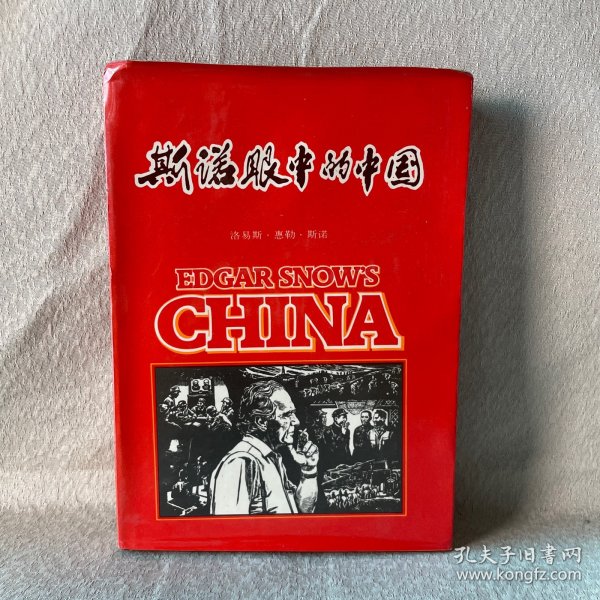 斯诺眼中的中国
洛易斯·惠勒·斯诺
EDGAR SNOW'S
CHINA
孔夫子旧书网
www.kongfz.com